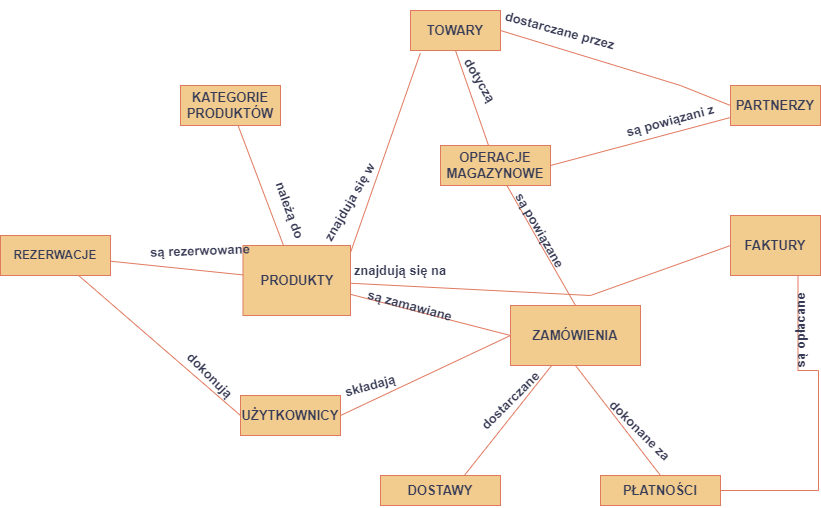 TOWARY
dostarczane przez
dotyczą
KATEGORIE
PRODUKTÓW
PARTNERZY
są powiązani z
OPERACJE
MAGAZYNOWE
należą do
znajduja się w
są powiązane
REZERWACJE
są rezerwowane
PRODUKTY
znajdują się na
FAKTURY
są zamawiane
ZAMÓWIENIA
są opłacane
dokonują
składają
UŻYTKOWNICY
dostarczane
dokonane za
DOSTAWY
PŁATNOŚCI